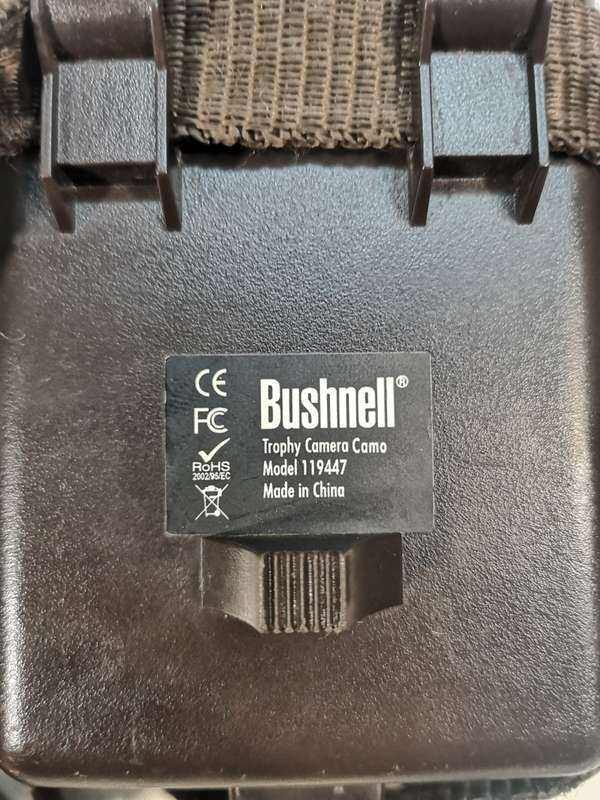 CE
FC
RoHS
2002/95/EC
Bushnell®
Trophy Camera Camo
Model 119447
Made in China